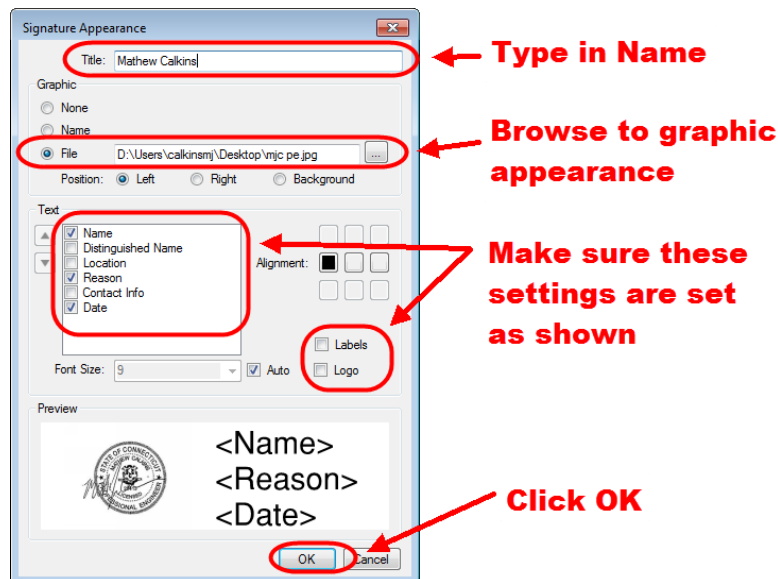 Signature Appearance
Title: Mathew Calkins
Type in Name
Graphic
None
Name
File D:\Users\calkinsmj\Desktop\mjc pe.jpg ...
Browse to graphic
appearance
Position: Left Right Background
Text
Name
Distinguished Name
Location
Reason
Contact Info
Date
Alignment:
Make sure these
settings are set
as shown
Labels
Font Size: 9 Auto Logo
Preview
STATE OF CONNECTICUT
MATHEW CALKINS
LICENSED
PROFESSIONAL ENGINEER
<Name>
<Reason>
<Date>
Click OK
OK Cancel